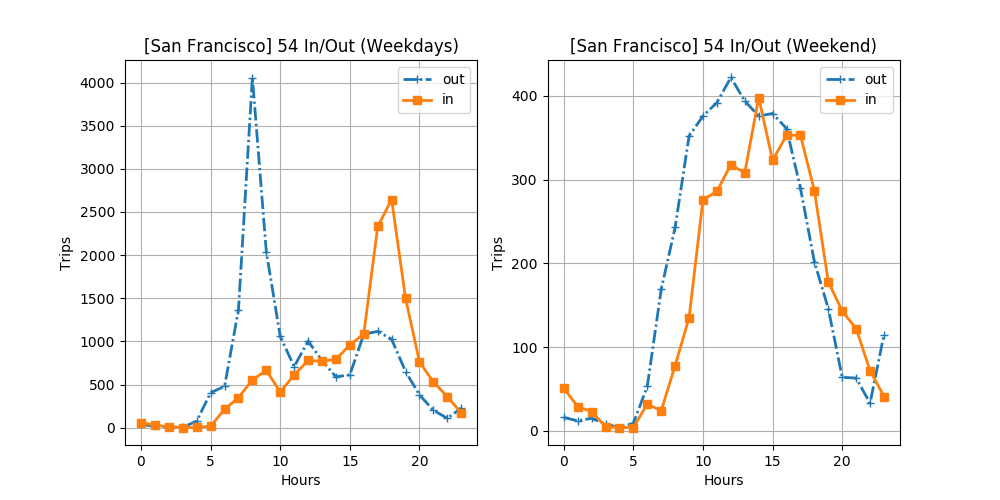 [San Francisco] 54 In/Out (Weekdays)
out
in
4000
3500
3000
2500
2000
1500
1000
500
0
Trips
0 5 10 15 20
Hours
[San Francisco] 54 In/Out (Weekend)
out
in
400
300
200
100
0
Trips
0 5 10 15 20
Hours